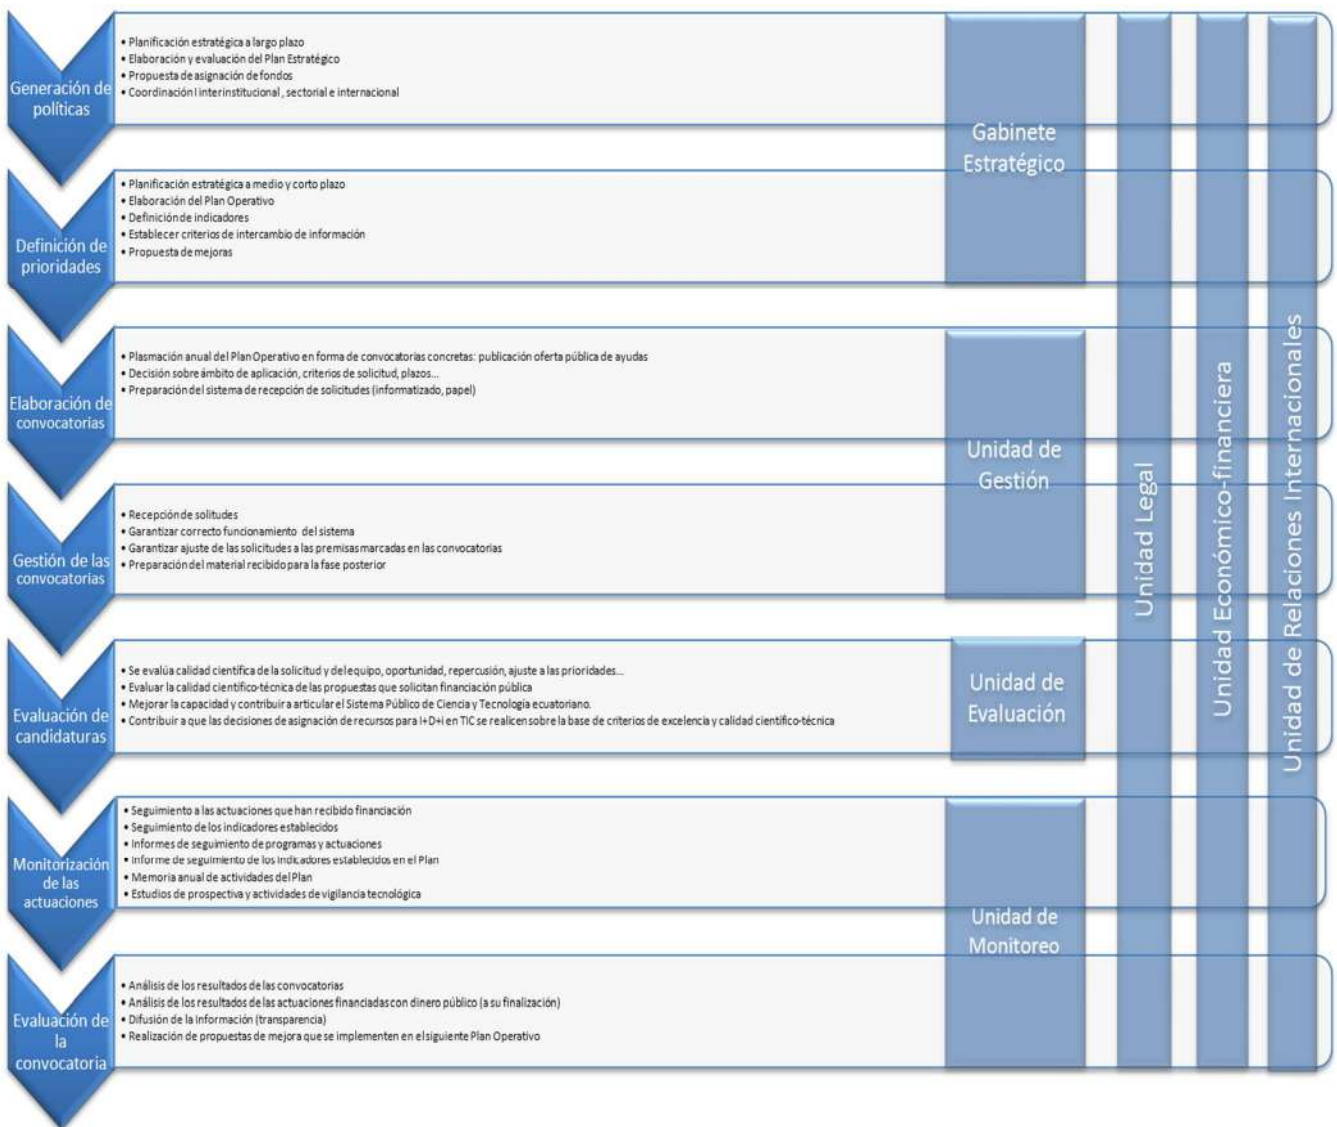 Generación de
políticas
• Planificación estratégica a largo plazo
• Elaboración y evaluación del Plan Estratégico
• Propuesta de asignación de fondos
• Coordinación I interinstitucional , sectorial e internacional
Gabinete
Estratégico
Definición de
prioridades
• Planificación estratégica a medio y corto plazo
• Elaboración del Plan Operativo
• Definición de indicadores
• Establecer criterios de intercambio de información
• Propuesta de mejoras
Elaboración de
convocatorias
• Plasmación anual del Plan Operativo en forma de convocatorias concretas: publicación oferta pública de ayudas
• Decisión sobre ámbito de aplicación, criterios de solicitud, plazos...
• Preparación del sistema de recepción de solicitudes (informatizado, papel)
Unidad de
Gestión
Gestión de las
convocatorias
• Recepción de solitudes
• Garantizar correcto funcionamiento del sistema
• Garantizar ajuste de las solicitudes a las premisas marcadas en las convocatorias
• Preparación del material recibido para la fase posterior
Evaluación de
candidaturas
• Se evalúa calidad científica de la solicitud y del equipo, oportunidad, repercusión, ajuste a las prioridades...
• Evaluar la calidad científico-técnica de las propuestas que solicitan financiación pública
• Mejorar la capacidad y contribuir a articular el Sistema Público de Ciencia y Tecnología ecuatoriano.
• Contribuir a que las decisiones de asignación de recursos para I+D+i en TIC se realicen sobre la base de criterios de excelencia y calidad científico-técnica
Unidad de
Evaluación
Monitorización
de las
actuaciones
• Seguimiento a las actuaciones que han recibido financiación
• Seguimiento de los indicadores establecidos
• Informes de seguimiento de programas y actuaciones
• Informe de seguimiento de los indicadores establecidos en el Plan
• Memoria anual de actividades del Plan
• Estudios de prospectiva y actividades de vigilancia tecnológica
Unidad de
Monitoreo
Evaluación de
la
convocatoria
• Análisis de los resultados de las convocatorias
• Análisis de los resultados de las actuaciones financiadas con dinero público (a su finalización)
• Difusión de la Información (transparencia)
• Realización de propuestas de mejora que se implementen en el siguiente Plan Operativo
Unidad Legal
Unidad Económico-financiera
Unidad de Relaciones Internacionales